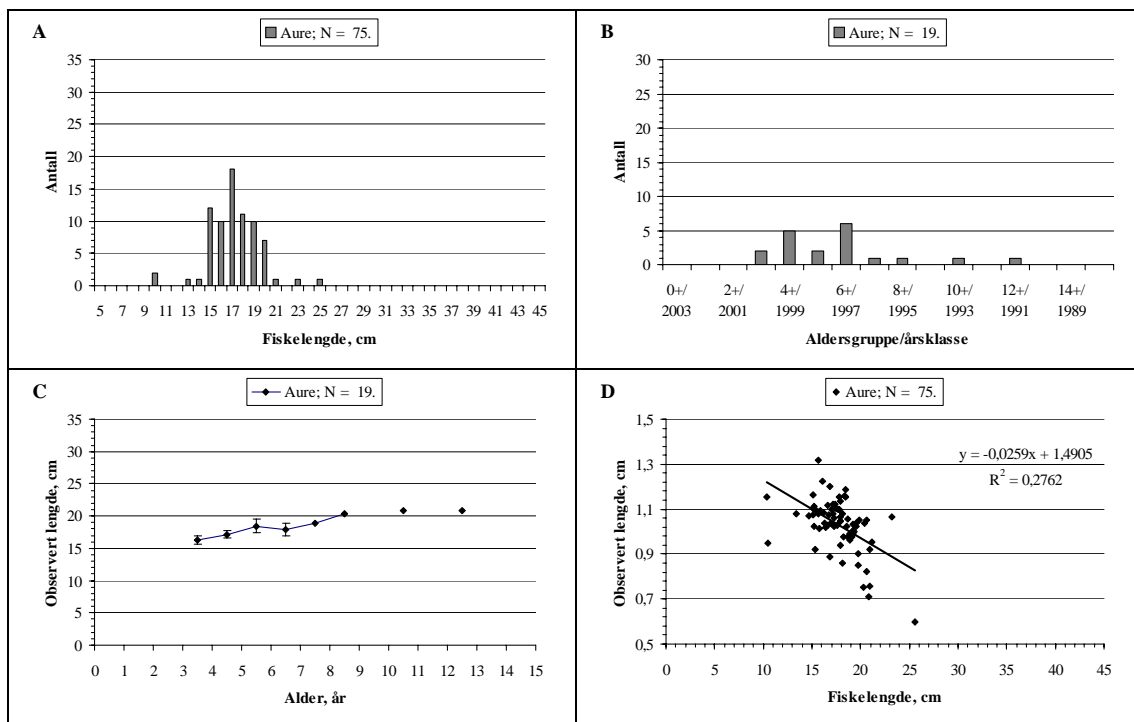 A
Aure; N = 75.
35
30
25
20
15
10
5
0
Antall
5 7 9 11 13 15 17 19 21 23 25 27 29 31 33 35 37 39 41 43 45
Fiskelengde, cm
B
Aure; N = 19.
30
25
20
15
10
5
0
Antall
0+/ 2+/ 4+/ 6+/ 8+/ 10+/ 12+/ 14+/
2003 2001 1999 1997 1995 1993 1991 1989
Aldersgruppe/årsklasse
C
Aure; N = 19.
35
30
25
20
15
10
5
0
Observert lengde, cm
0 1 2 3 4 5 6 7 8 9 10 11 12 13 14 15
Alder, år
D
Aure; N = 75.
1,5
1,3
1,1
0,9
0,7
0,5
Observert lengde, cm
y = -0,0259x + 1,4905
R² = 0,2762
0 5 10 15 20 25 30 35 40 45
Fiskelengde, cm